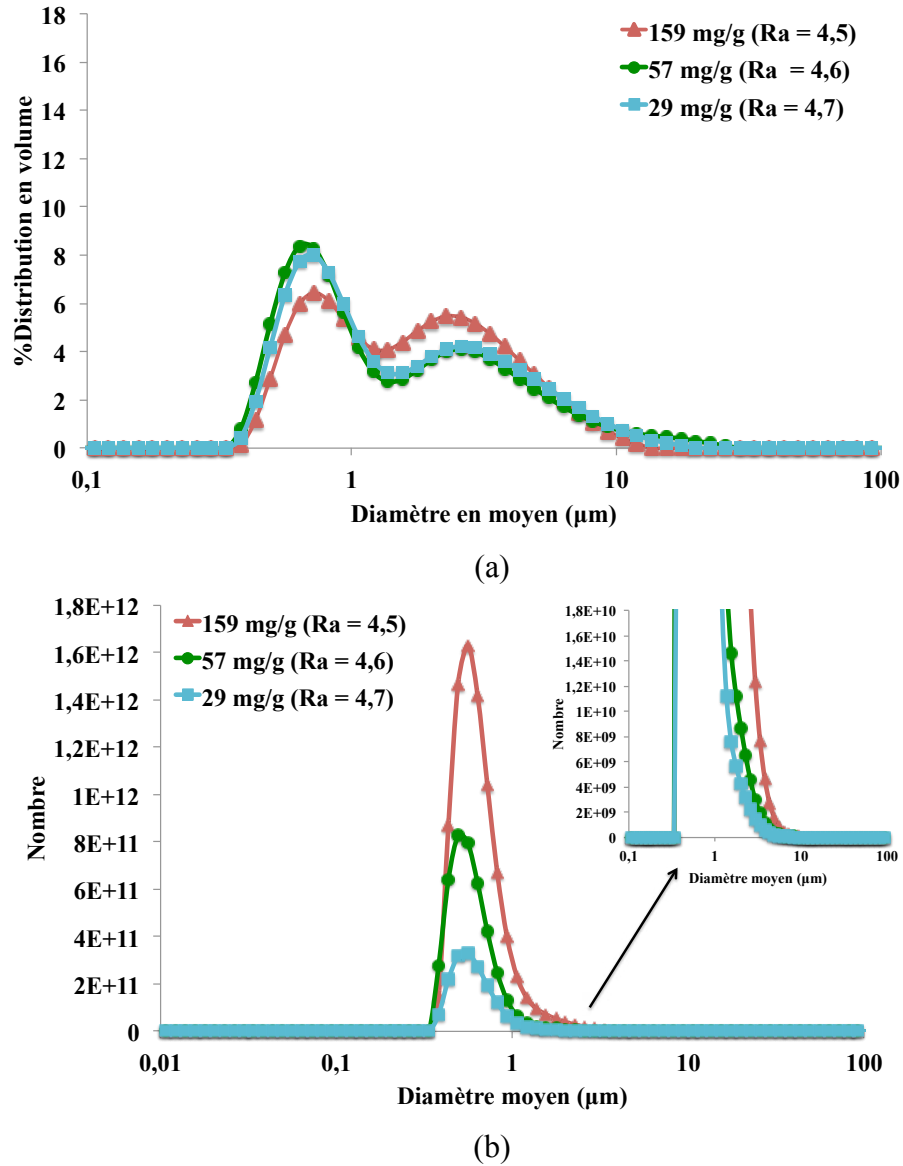 18
16
14
12
10
8
6
4
2
0
%Distribution en volume
159 mg/g (Ra = 4,5)
57 mg/g (Ra = 4,6)
29 mg/g (Ra = 4,7)
0,1 1 10 100
Diamètre en moyen (µm)
(a)
1,8E+12
1,6E+12
1,4E+12
1,2E+12
1E+12
8E+11
6E+11
4E+11
2E+11
0
Nombre
159 mg/g (Ra = 4,5)
57 mg/g (Ra = 4,6)
29 mg/g (Ra = 4,7)
0,01 0,1 1 10 100
Diamètre moyen (µm)
1,8E+10
1,6E+10
1,4E+10
1,2E+10
1E+10
8E+09
6E+09
4E+09
2E+09
0
Nombre
0,1 1 10 100
Diamètre moyen (µm)
(b)